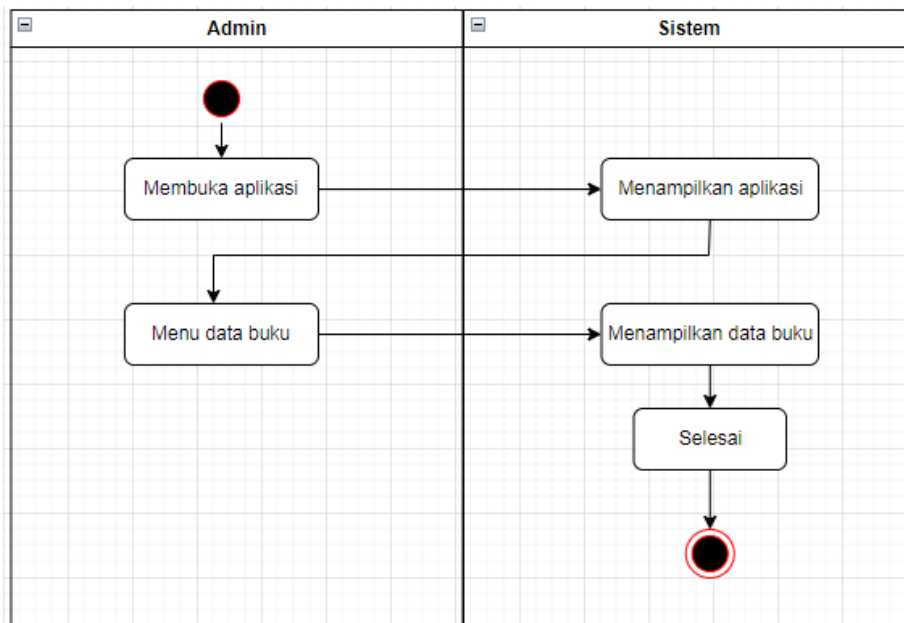 Admin
Sistem
Membuka aplikasi
Menampilkan aplikasi
Menu data buku
Menampilkan data buku
Selesai